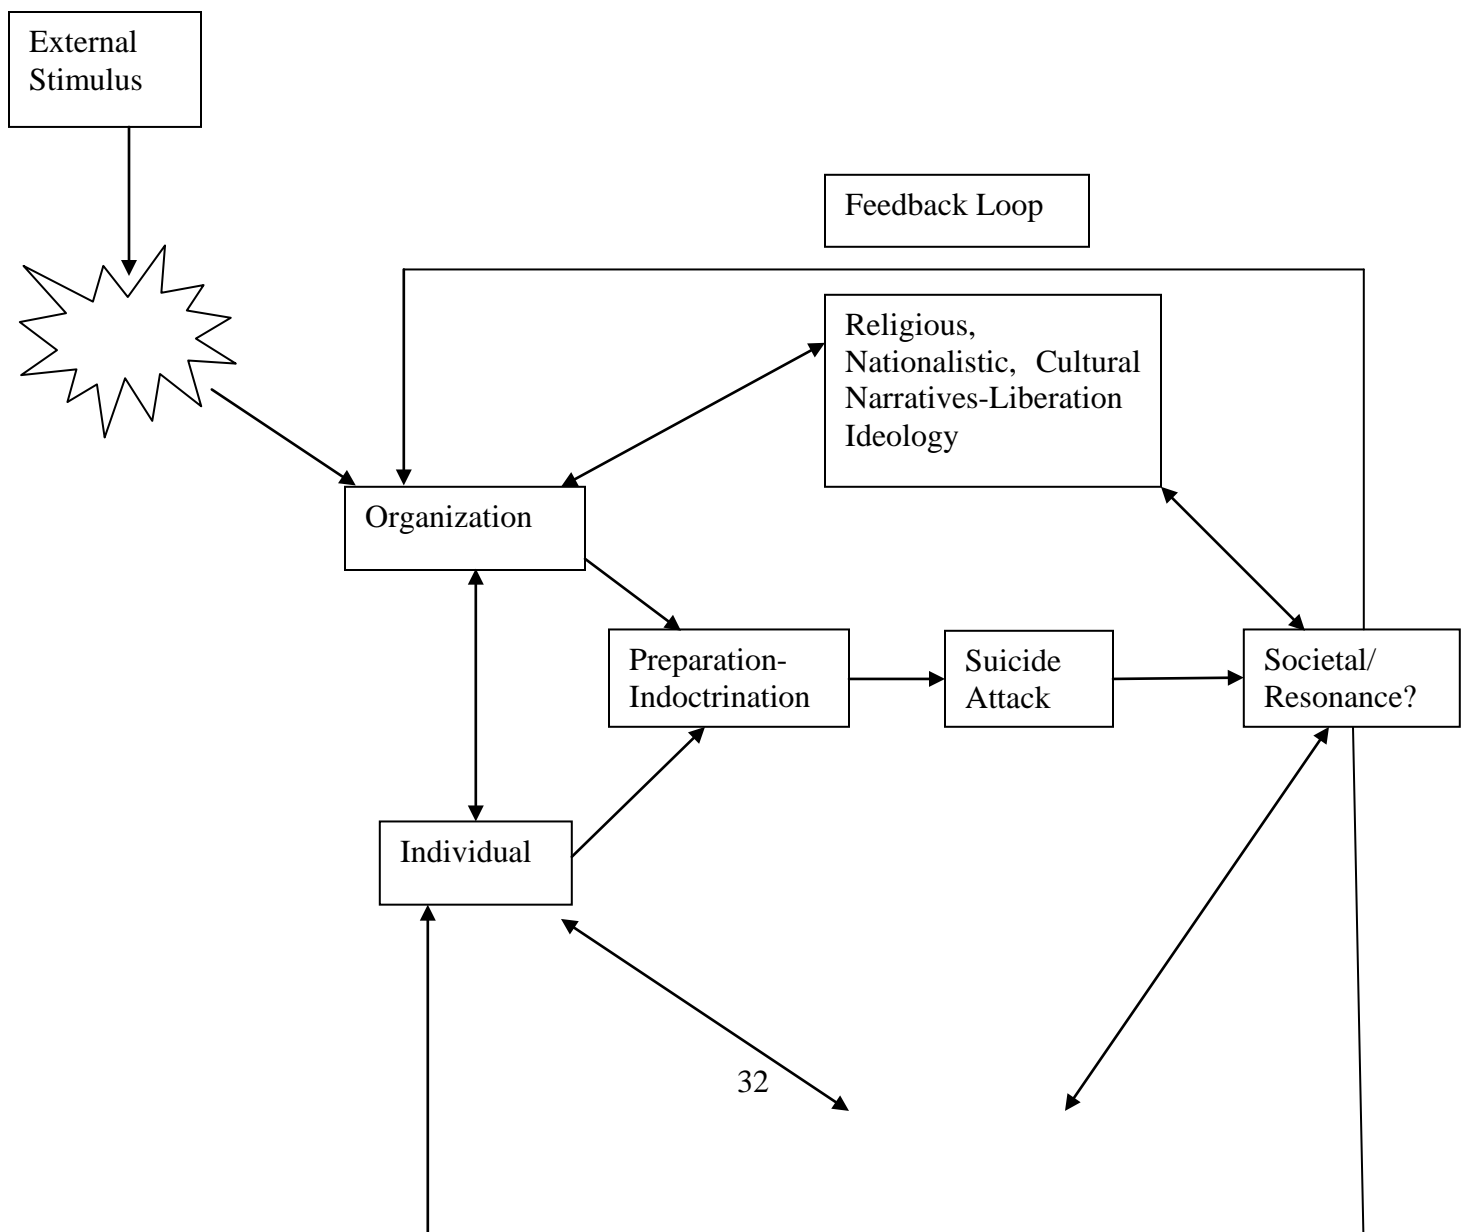 External
Stimulus
Feedback Loop
Religious,
Nationalistic, Cultural
Narratives-Liberation
Ideology
Organization
Preparation-
Indoctrination
Suicide
Attack
Societal/
Resonance?
Individual
32